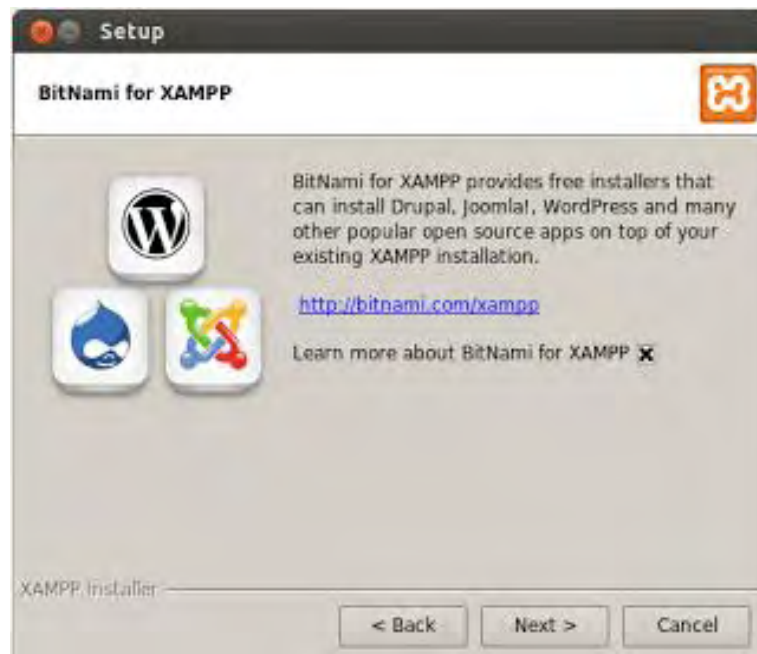 Setup
BitNami for XAMPP
BitNami for XAMPP provides free installers that
can install Drupal, Joomla!, WordPress and many
other popular open source apps on top of your
existing XAMPP installation.
http://bitnami.com/xampp
Learn more about BitNami for XAMPP
XAMPP Installer
< Back
Next >
Cancel